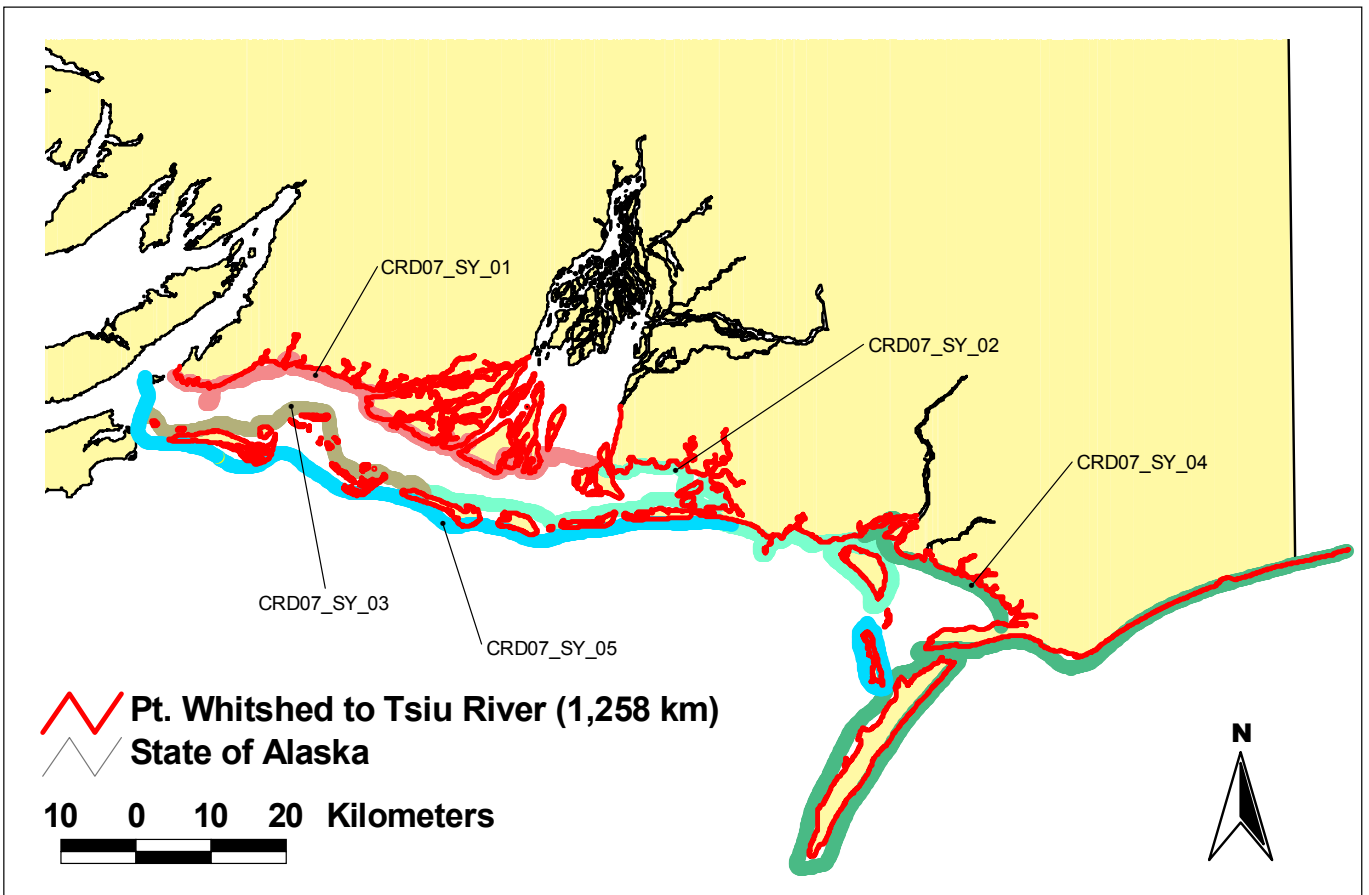 CRD07_SY_01
CRD07_SY_02
CRD07_SY_04
CRD07_SY_03
CRD07_SY_05
Pt. Whitshed to Tsiu River (1,258 km)
State of Alaska
N
10 0 10 20 Kilometers